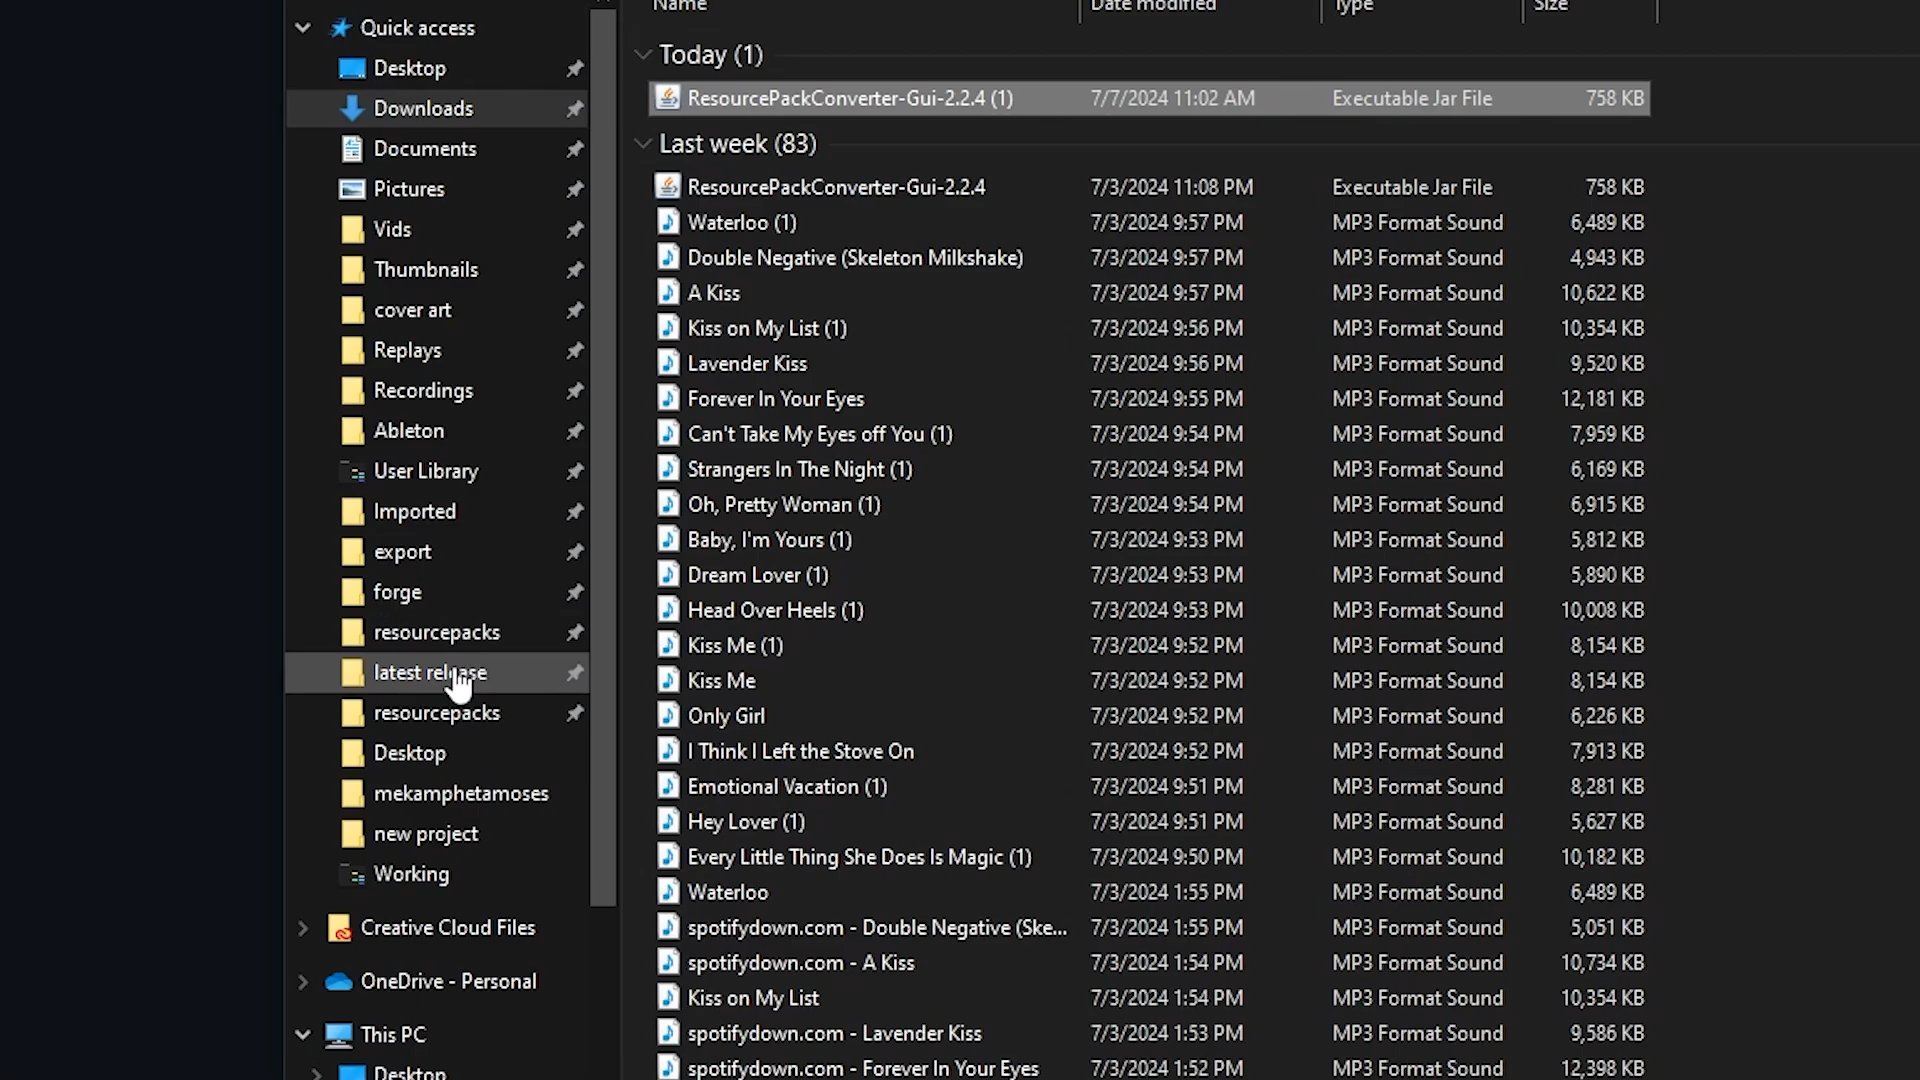 Quick access
Desktop
Downloads
Documents
Pictures
Vids
Thumbnails
cover art
Replays
Recordings
Ableton
User Library
Imported
export
forge
resourcepacks
latest release
resourcepacks
Desktop
mekamphetamoses
new project
Working
Creative Cloud Files
OneDrive - Personal
This PC
Desktop
Name Date modified Type Size
Today (1)
ResourcePackConverter-Gui-2.2.4 (1) 7/7/2024 11:02 AM Executable Jar File 758 KB
Last week (83)
ResourcePackConverter-Gui-2.2.4 7/3/2024 11:08 PM Executable Jar File 758 KB
Waterloo (1) 7/3/2024 9:57 PM MP3 Format Sound 6,489 KB
Double Negative (Skeleton Milkshake) 7/3/2024 9:57 PM MP3 Format Sound 4,943 KB
A Kiss 7/3/2024 9:57 PM MP3 Format Sound 10,622 KB
Kiss on My List (1) 7/3/2024 9:56 PM MP3 Format Sound 10,354 KB
Lavender Kiss 7/3/2024 9:56 PM MP3 Format Sound 9,520 KB
Forever In Your Eyes 7/3/2024 9:55 PM MP3 Format Sound 12,181 KB
Can't Take My Eyes off You (1) 7/3/2024 9:54 PM MP3 Format Sound 7,959 KB
Strangers In The Night (1) 7/3/2024 9:54 PM MP3 Format Sound 6,169 KB
Oh, Pretty Woman (1) 7/3/2024 9:54 PM MP3 Format Sound 6,915 KB
Baby, I'm Yours (1) 7/3/2024 9:53 PM MP3 Format Sound 5,812 KB
Dream Lover (1) 7/3/2024 9:53 PM MP3 Format Sound 5,890 KB
Head Over Heels (1) 7/3/2024 9:53 PM MP3 Format Sound 10,008 KB
Kiss Me (1) 7/3/2024 9:52 PM MP3 Format Sound 8,154 KB
Kiss Me 7/3/2024 9:52 PM MP3 Format Sound 8,154 KB
Only Girl 7/3/2024 9:52 PM MP3 Format Sound 6,226 KB
I Think I Left the Stove On 7/3/2024 9:52 PM MP3 Format Sound 7,913 KB
Emotional Vacation (1) 7/3/2024 9:51 PM MP3 Format Sound 8,281 KB
Hey Lover (1) 7/3/2024 9:51 PM MP3 Format Sound 5,627 KB
Every Little Thing She Does Is Magic (1) 7/3/2024 9:50 PM MP3 Format Sound 10,182 KB
Waterloo 7/3/2024 1:55 PM MP3 Format Sound 6,489 KB
spotifydown.com - Double Negative (Ske... 7/3/2024 1:55 PM MP3 Format Sound 5,051 KB
spotifydown.com - A Kiss 7/3/2024 1:54 PM MP3 Format Sound 10,734 KB
Kiss on My List 7/3/2024 1:54 PM MP3 Format Sound 10,354 KB
spotifydown.com - Lavender Kiss 7/3/2024 1:53 PM MP3 Format Sound 9,586 KB
spotifydown.com - Forever In Your Eyes 7/3/2024 1:52 PM MP3 Format Sound 12,398 KB